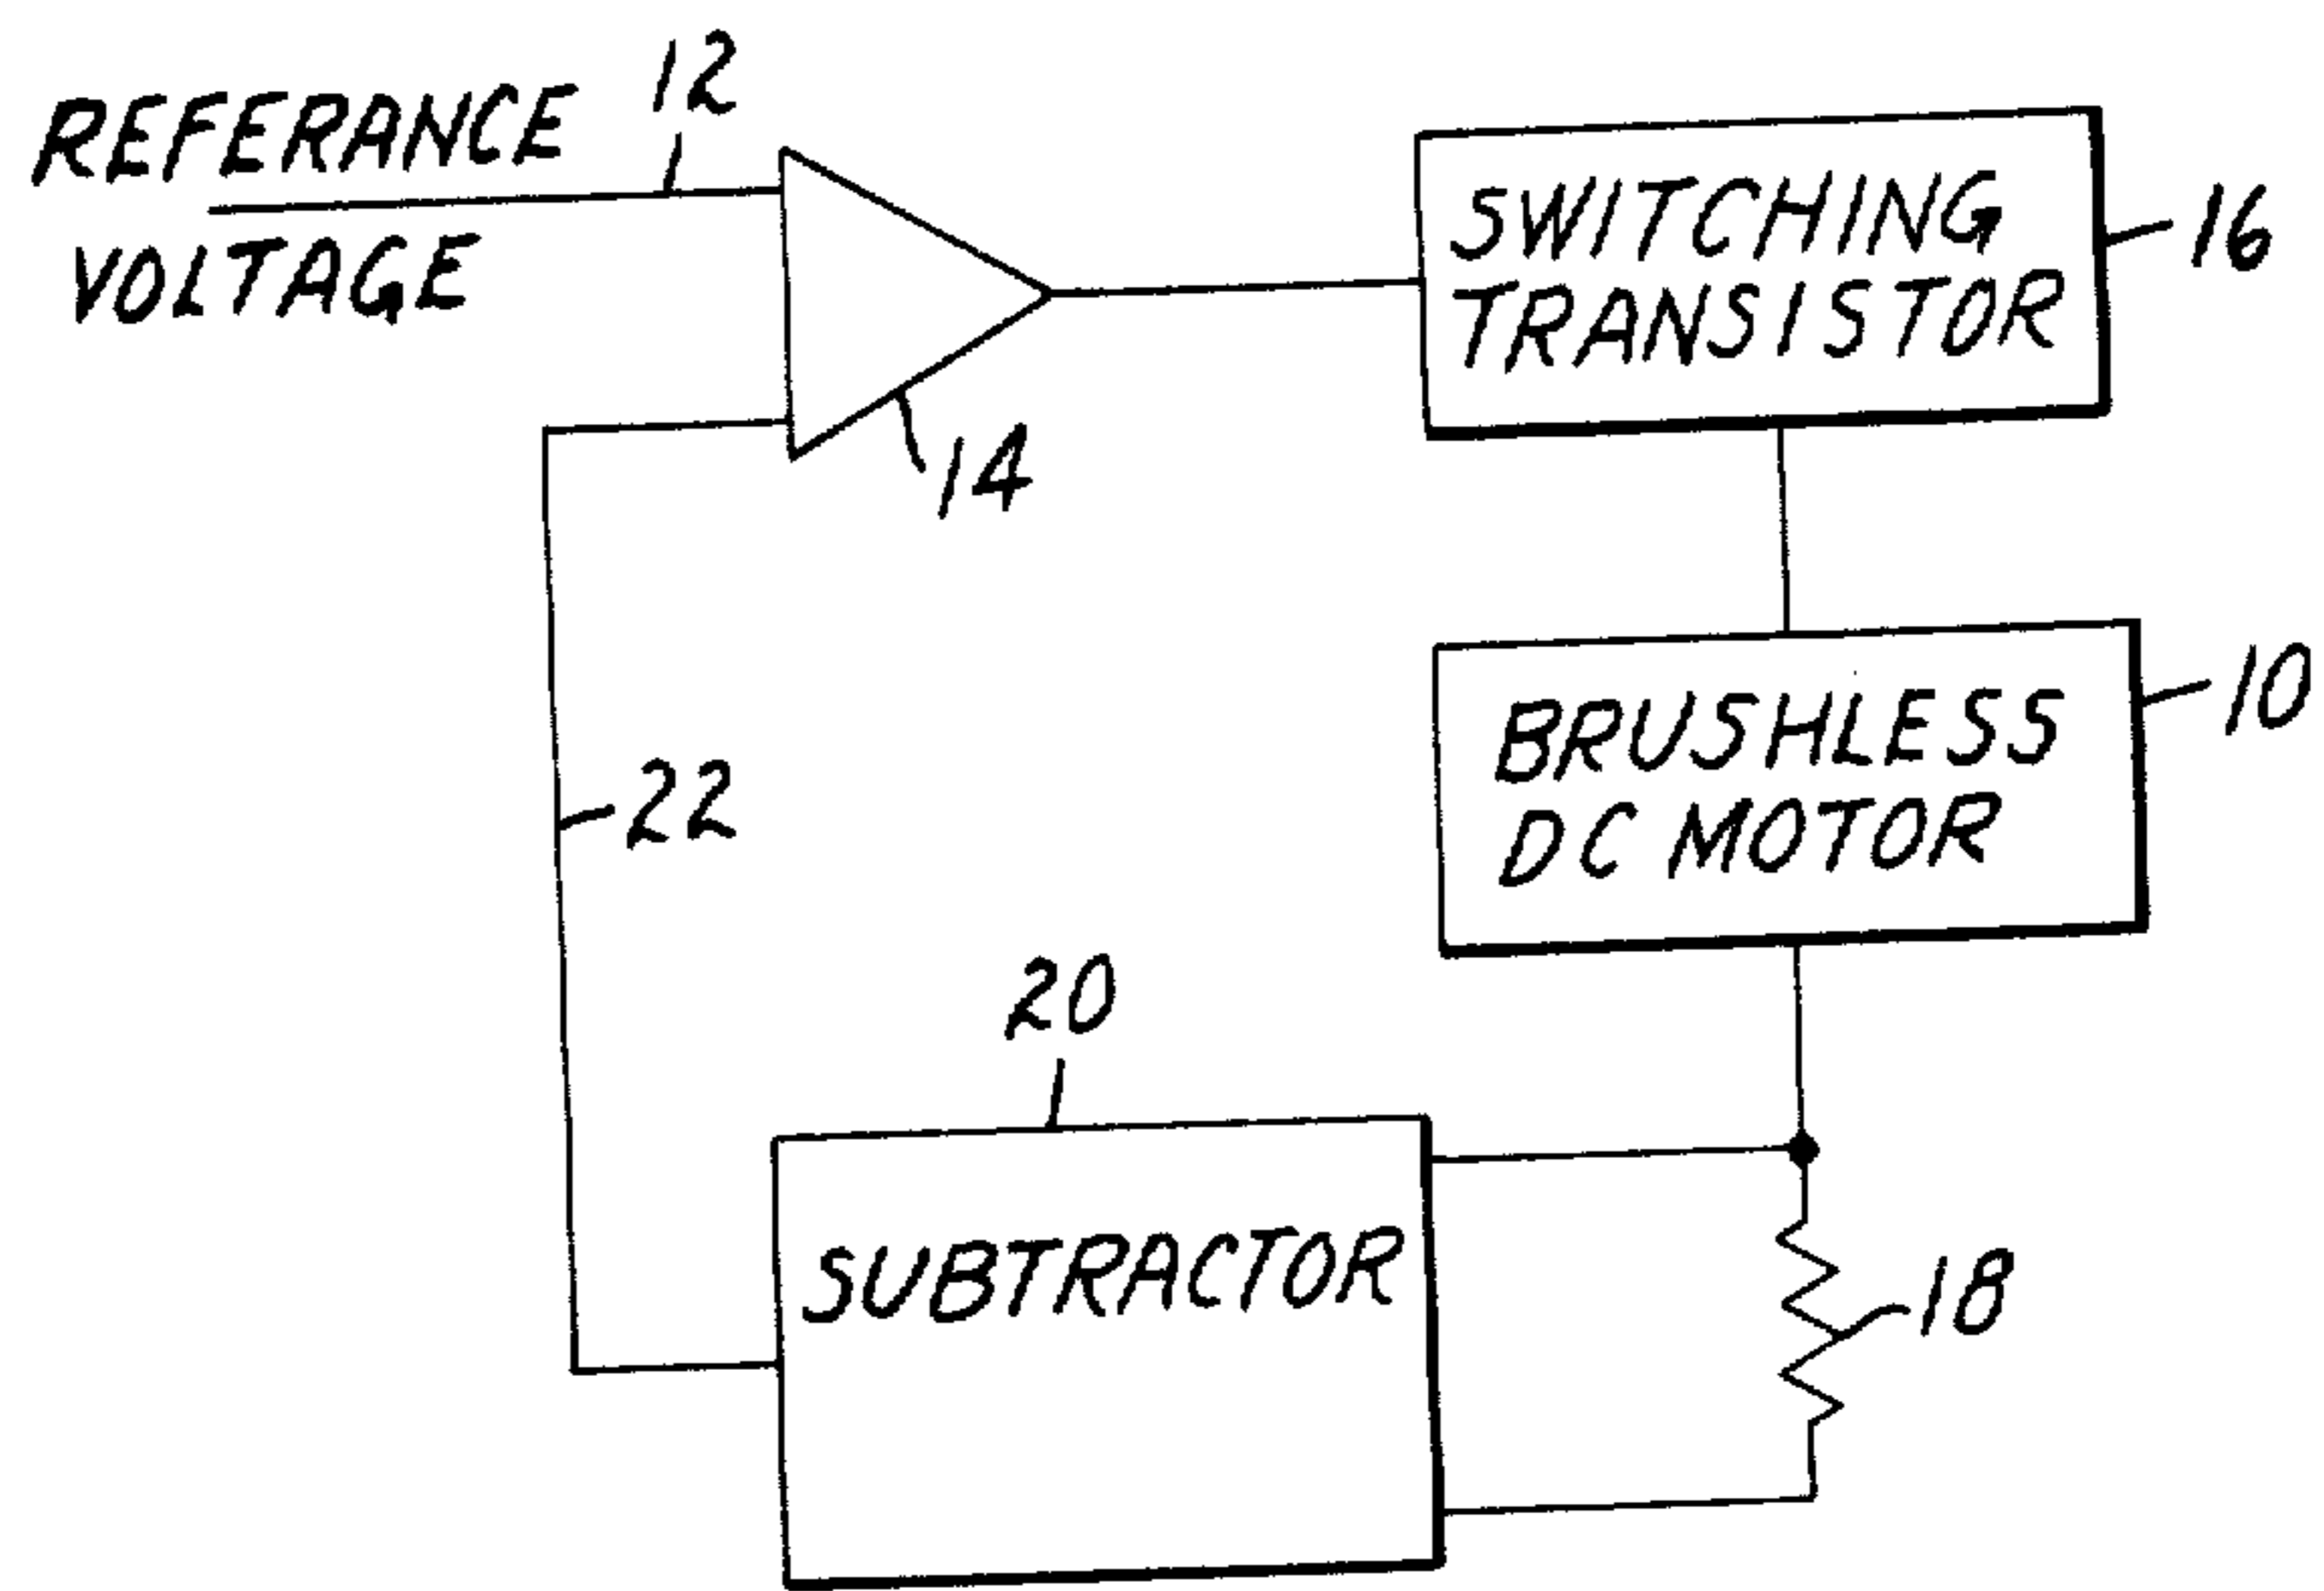 12
REFERANCE
VOLTAGE
SWITCHING
TRANSISTOR
16
14
BRUSHLESS
DC MOTOR
10
22
20
SUBTRACTOR
18